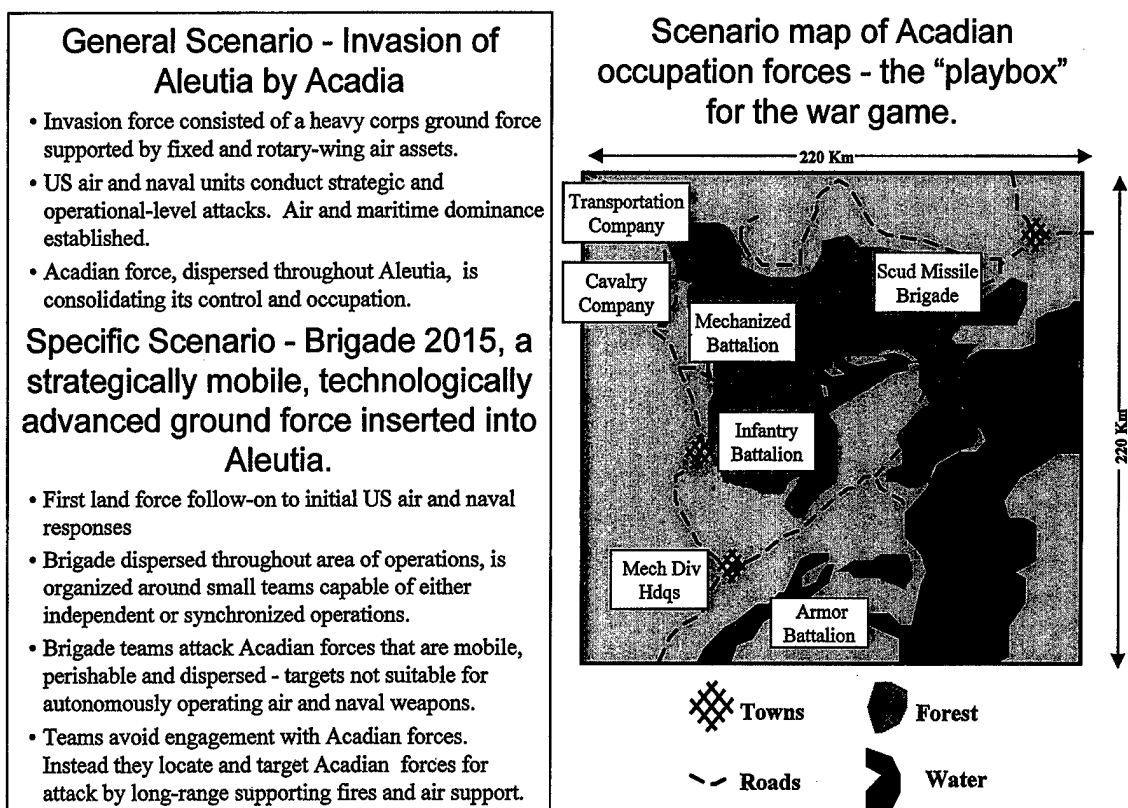 General Scenario - Invasion of
Aleutia by Acadia
• Invasion force consisted of a heavy corps ground force
supported by fixed and rotary-wing air assets.
• US air and naval units conduct strategic and
operational-level attacks. Air and maritime dominance
established.
• Acadian force, dispersed throughout Aleutia, is
consolidating its control and occupation.
Specific Scenario - Brigade 2015, a
strategically mobile, technologically
advanced ground force inserted into
Aleutia.
• First land force follow-on to initial US air and naval
responses
• Brigade dispersed throughout area of operations, is
organized around small teams capable of either
independent or synchronized operations.
• Brigade teams attack Acadian forces that are mobile,
perishable and dispersed - targets not suitable for
autonomously operating air and naval weapons.
• Teams avoid engagement with Acadian forces.
Instead they locate and target Acadian forces for
attack by long-range supporting fires and air support.
Scenario map of Acadian
occupation forces - the “playbox”
for the war game.
220 Km
Transportation
Company
Cavalry
Company
Scud Missile
Brigade
Mechanized
Battalion
Infantry
Battalion
220 Km
Mech Div
Hdqs
Armor
Battalion
Towns
Forest
Roads
Water